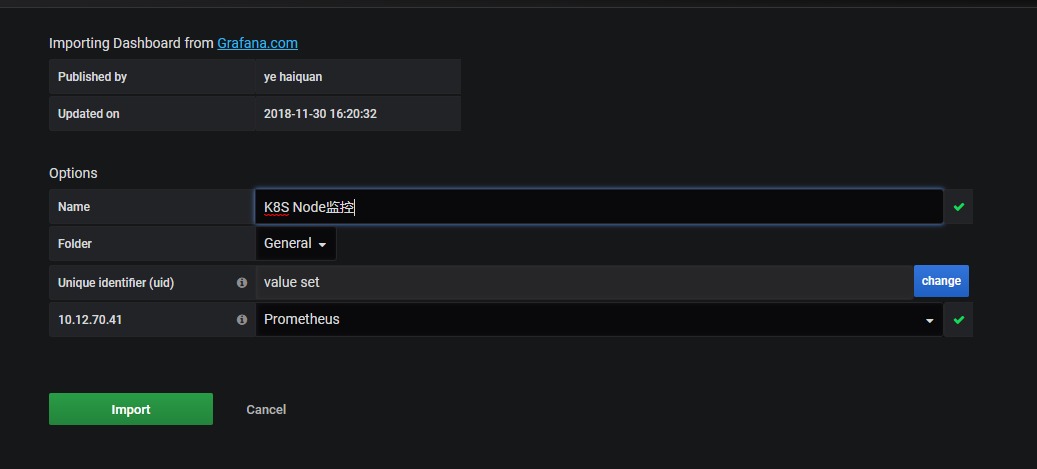 Importing Dashboard from Grafana.com
Published by ye haiquan
Updated on 2018-11-30 16:20:32
Options
Name K8S Node监控
Folder General
Unique identifier (uid) value set change
10.12.70.41 Prometheus
Import Cancel